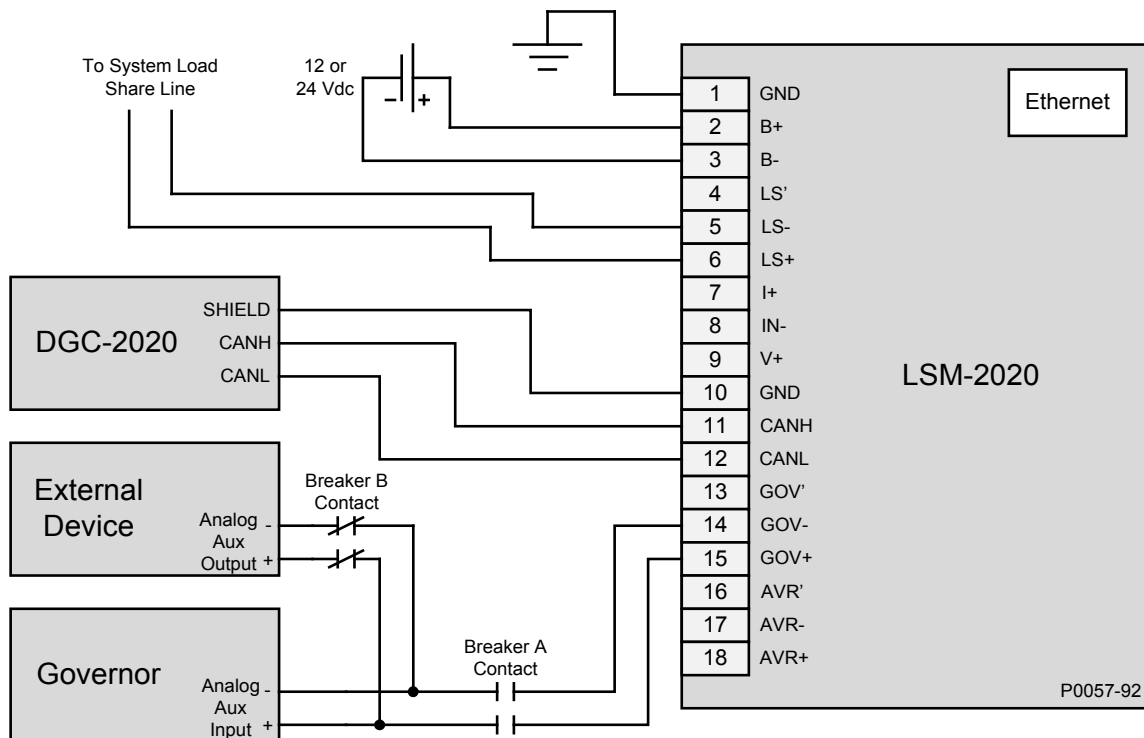 To System Load
Share Line
12 or
24 Vdc
− +
1 GND
2 B+
3 B-
4 LS’
5 LS-
6 LS+
7 I+
8 IN-
9 V+
10 GND
11 CANH
12 CANL
13 GOV’
14 GOV-
15 GOV+
16 AVR’
17 AVR-
18 AVR+
Ethernet
LSM-2020
P0057-92
DGC-2020
SHIELD
CANH
CANL
External
Device
Analog -
Aux
Output +
Breaker B
Contact
Governor
Analog -
Aux
Input +
Breaker A
Contact